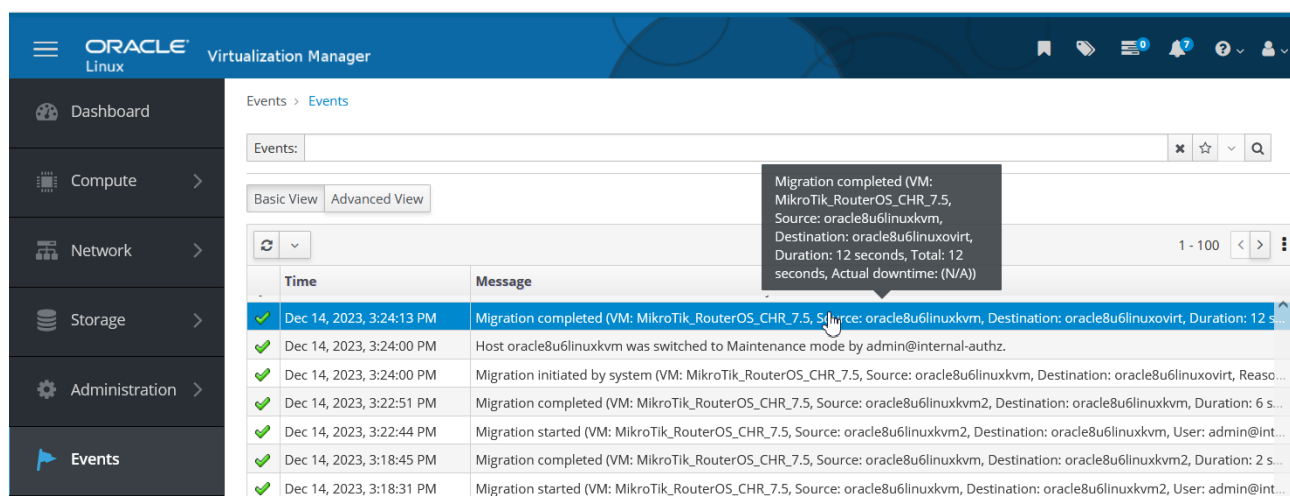 ORACLE
Linux
Virtualization Manager
0
7
Dashboard
Compute
Network
Storage
Administration
Events
Events > Events
Events:
Basic View
Advanced View
Migration completed (VM:
MikroTik_RouterOS_CHR_7.5,
Source: oracle8u6linuxkvm,
Destination: oracle8u6linuxovirt,
Duration: 12 seconds, Total: 12
seconds, Actual downtime: (N/A))
1 - 100
Time Message
Dec 14, 2023, 3:24:13 PM Migration completed (VM: MikroTik_RouterOS_CHR_7.5, Source: oracle8u6linuxkvm, Destination: oracle8u6linuxovirt, Duration: 12 s...
Dec 14, 2023, 3:24:00 PM Host oracle8u6linuxkvm was switched to Maintenance mode by admin@internal-authz.
Dec 14, 2023, 3:24:00 PM Migration initiated by system (VM: MikroTik_RouterOS_CHR_7.5, Source: oracle8u6linuxkvm, Destination: oracle8u6linuxovirt, Reaso...
Dec 14, 2023, 3:22:51 PM Migration completed (VM: MikroTik_RouterOS_CHR_7.5, Source: oracle8u6linuxkvm2, Destination: oracle8u6linuxkvm, Duration: 6 s...
Dec 14, 2023, 3:22:44 PM Migration started (VM: MikroTik_RouterOS_CHR_7.5, Source: oracle8u6linuxkvm2, Destination: oracle8u6linuxkvm, User: admin@int...
Dec 14, 2023, 3:18:45 PM Migration completed (VM: MikroTik_RouterOS_CHR_7.5, Source: oracle8u6linuxkvm, Destination: oracle8u6linuxkvm2, Duration: 2 s...
Dec 14, 2023, 3:18:31 PM Migration started (VM: MikroTik_RouterOS_CHR_7.5, Source: oracle8u6linuxkvm, Destination: oracle8u6linuxkvm2, User: admin@int...